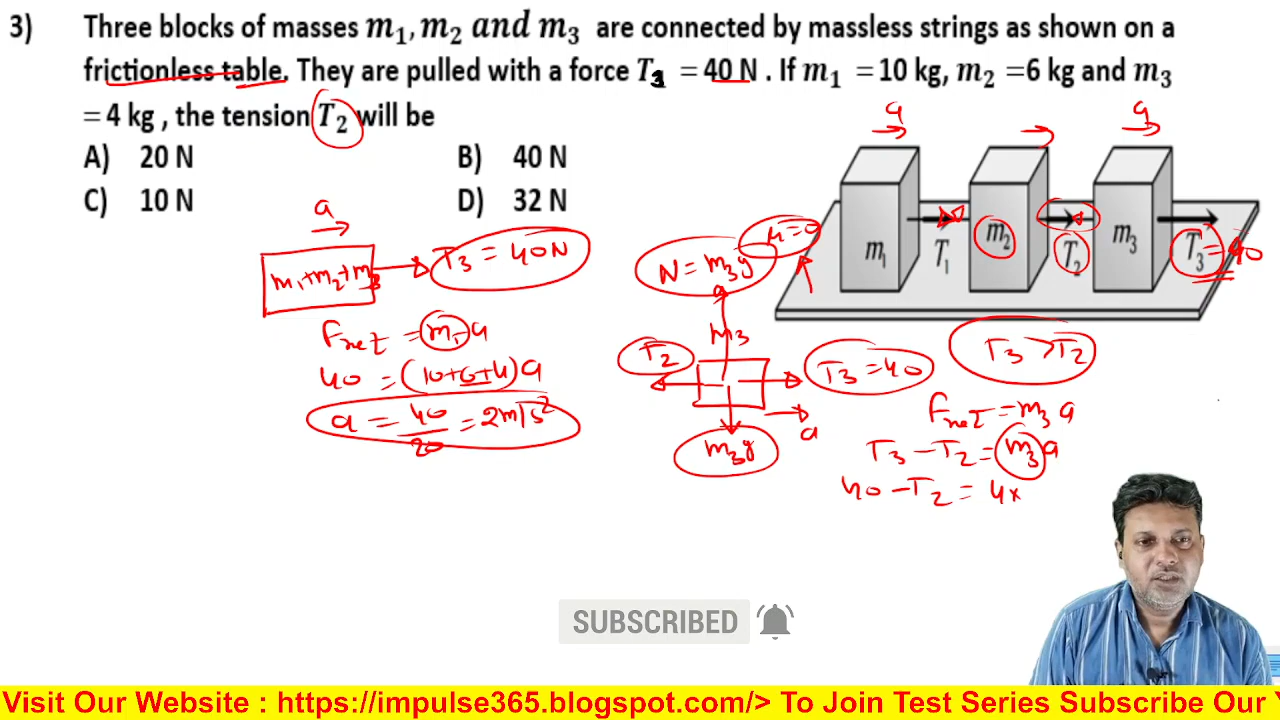 3) Three blocks of masses m₁, m₂ and m₃ are connected by massless strings as shown on a
frictionless table. They are pulled with a force T₃ = 40 N . If m₁ = 10 kg, m₂ =6 kg and m₃
= 4 kg , the tension T₂ will be
A) 20 N B) 40 N
C) 10 N D) 32 N
a
a
m₁
T₁
m₂
T₂
m₃
T₃ = 40
μ=0
a
m₁+m₂+m₃
T₃ = 40N
Fnet = m₁a
40 = (10+6+4)a
a = 40/20 = 2m/s²
N = m₃g
m₃
T₂
T₃ = 40
a
m₃g
T₃ > T₂
Fnet = m₃a
T₃ - T₂ = m₃a
40 - T₂ = 4×
SUBSCRIBED
Visit Our Website : https://impulse365.blogspot.com/> To Join Test Series Subscribe Our